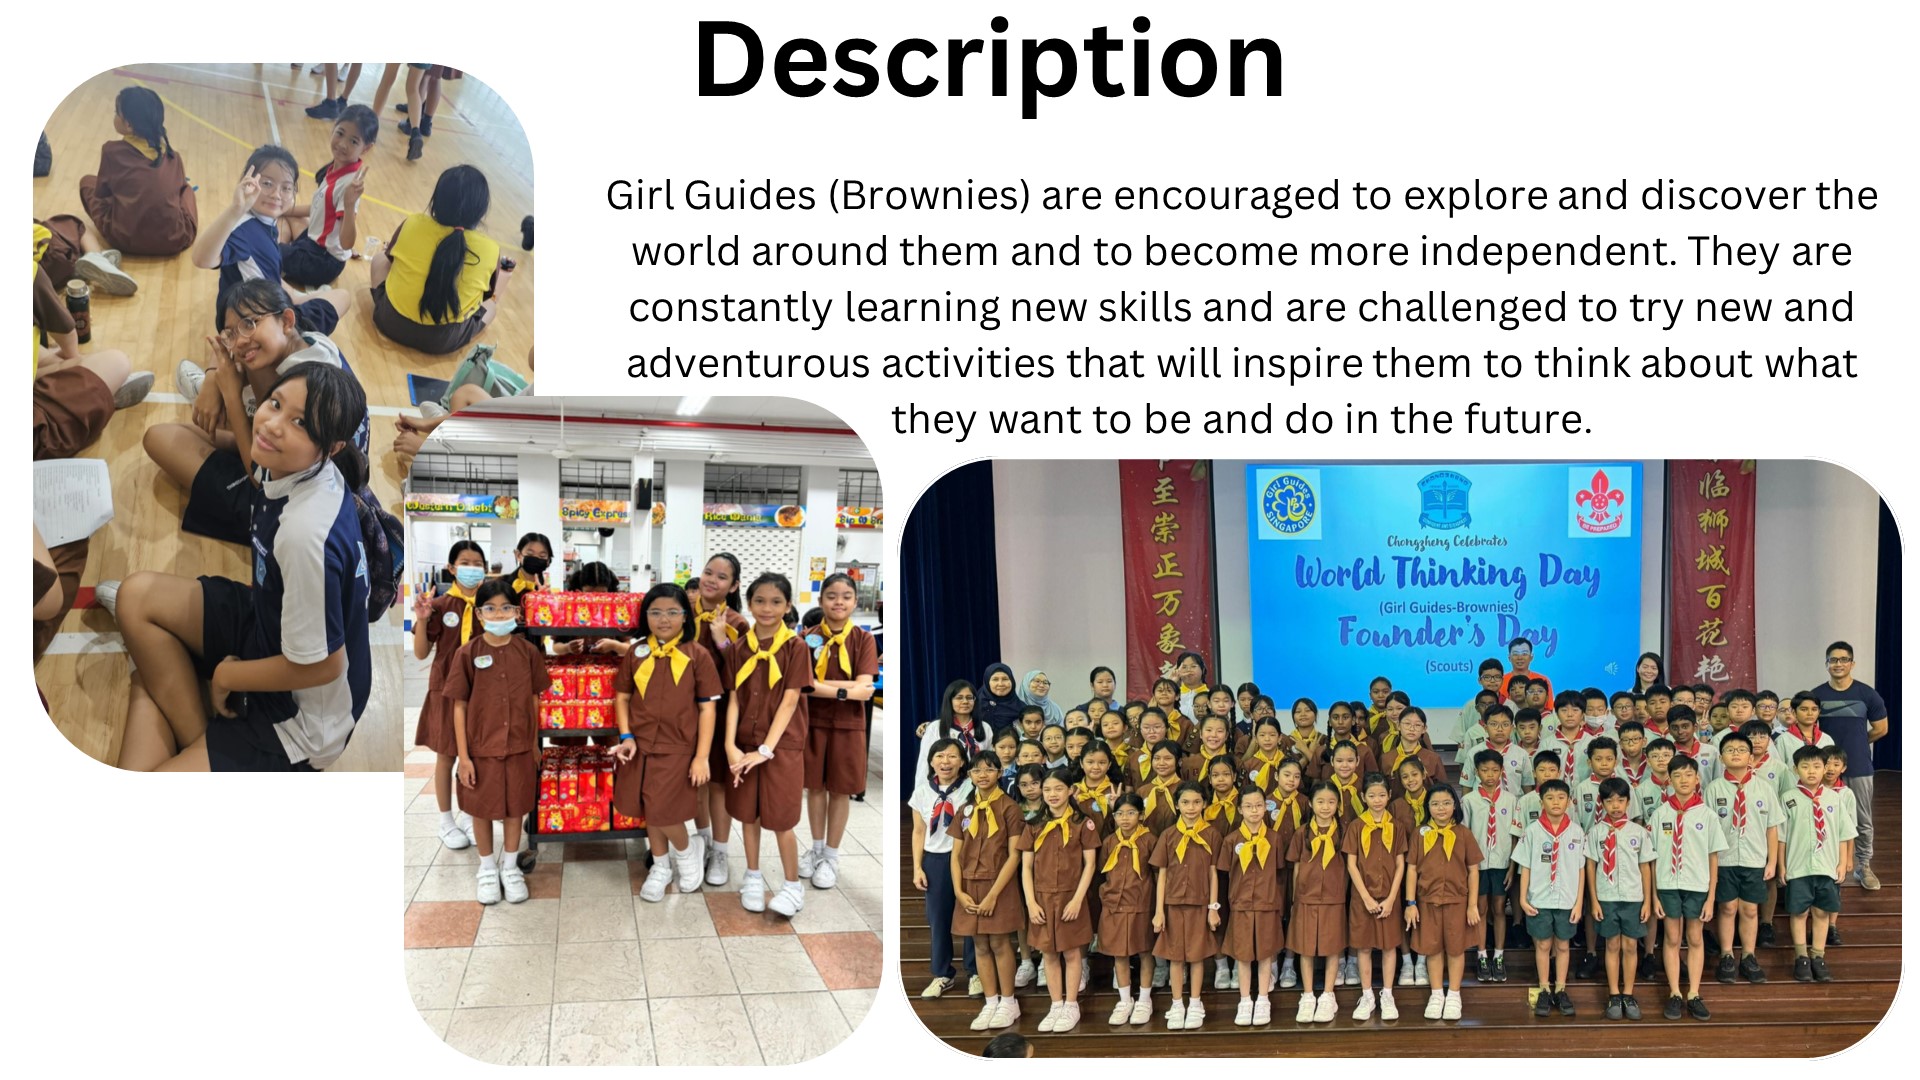 Description
Girl Guides (Brownies) are encouraged to explore and discover the
world around them and to become more independent. They are
constantly learning new skills and are challenged to try new and
adventurous activities that will inspire them to think about what
they want to be and do in the future.
Spicy Express
Girl Guides
SINGAPORE
BE PREPARED
Chongzheng Celebrates
World Thinking Day
(Girl Guides-Brownies)
Founder's Day
(Scouts)
至崇正万象
临狮城百花艳